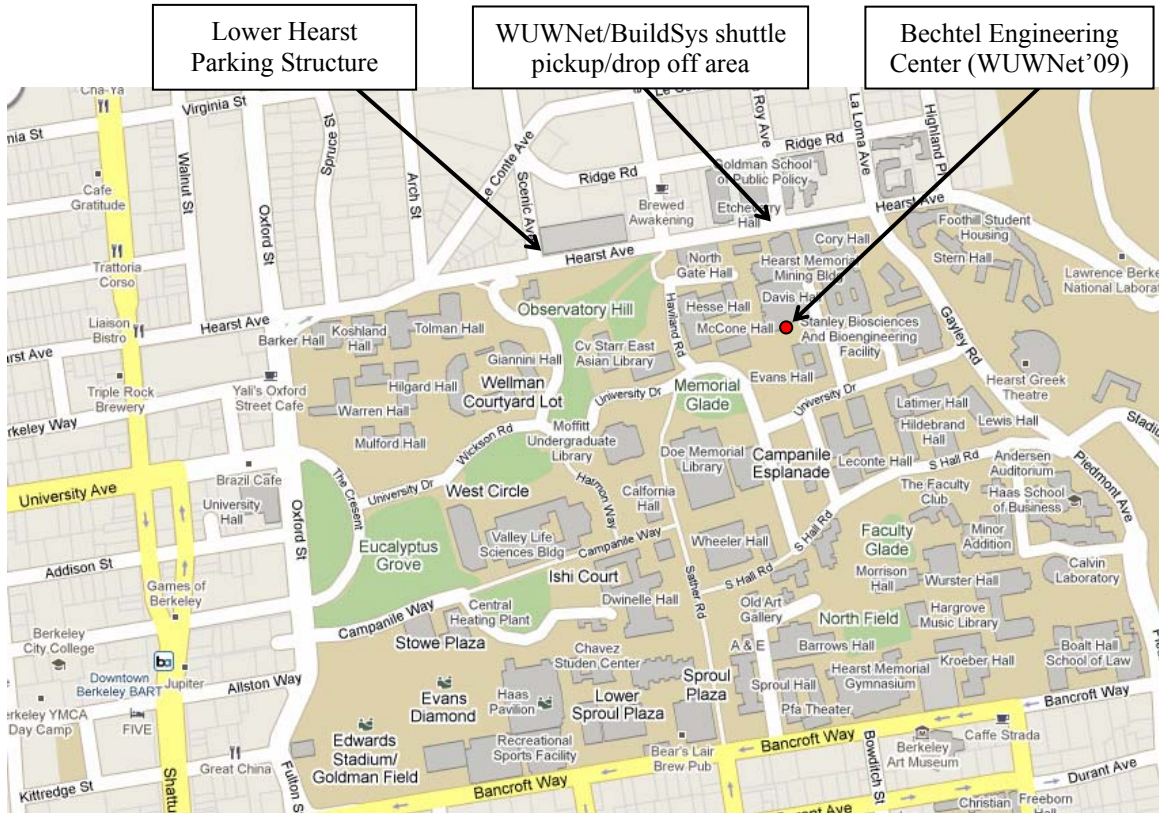 Lower Hearst
Parking Structure
WUWNet/BuildSys shuttle
pickup/drop off area
Bechtel Engineering
Center (WUWNet'09)
Cha-Ya
Virginia St
Virginia St
Walnut St
Spruce St
Arch St
Le Conte Ave
Scenic Ave
Roy Ave
La Loma Ave
Highland Pl
Ridge Rd
Ridge Rd
Goldman School
of Public Policy
Cafe
Gratitude
Oxford St
Brewed
Awakening
Etcheverry
Hall
Hearst Ave
Foothill Student
Housing
Stern Hall
Trattoria
Corso
Hearst Ave
North
Gate Hall
Cory Hall
Hearst Memorial
Mining Bldg
Lawrence Berke
National Laborat
Observatory Hill
Haviland Rd
Hesse Hall
Davis Hall
Liaison
Bistro
Hearst Ave
Barker Hall
Koshland
Hall
Tolman Hall
McCone Hall
Stanley Biosciences
And Bioengineering
Facility
Gayley Rd
Giannini Hall
Cv Starr East
Asian Library
Evans Hall
Hearst Greek
Theatre
Triple Rock
Brewery
Yali's Oxford
Street Cafe
Hilgard Hall
Wellman
Courtyard Lot
University Dr
Memorial
Glade
University Dr
Latimer Hall
Lewis Hall
Hildebrand
Hall
Warren Hall
Mulford Hall
Wickson Rd
Moffitt
Undergraduate
Library
Doe Memorial
Library
Campanile
Esplanade
Leconte Hall
S Hall Rd
Andersen
Auditorium
Piedmont Ave
University Ave
Brazil Cafe
University
Hall
Oxford St
The Cresent
University Dr
West Circle
Harmon Way
Calfornia
Hall
The Faculty
Club
Haas School
of Business
Valley Life
Sciences Bldg
Campanile Way
Wheeler Hall
S Hall Rd
Faculty
Glade
Minor
Addition
Addison St
Eucalyptus
Grove
Ishi Court
Sather Rd
S Hall Rd
Morrison
Hall
Wurster Hall
Calvin
Laboratory
Games of
Berkeley
Campanile Way
Central
Heating Plant
Dwinelle Hall
Old Art
Gallery
North Field
Hargrove
Music Library
Berkeley
City College
Stowe Plaza
Chavez
Studen Center
A & E
Barrows Hall
Boalt Hall
School of Law
Downtown
Berkeley BART
Jupiter
Allston Way
Evans
Diamond
Haas
Pavilion
Lower
Sproul Plaza
Sproul
Plaza
Sproul Hall
Hearst Memorial
Gymnasium
Kroeber Hall
FIVE
Pfa Theater
Edwards
Stadium/
Goldman Field
Recreational
Sports Facility
Bear's Lair
Brew Pub
Bancroft Way
Bowditch St
Berkeley
Art Museum
Caffe Strada
Great China
Fulton S
Kittredge St
Shattu
Bancroft Way
Durant Ave
Christian
Freeborn
Hall